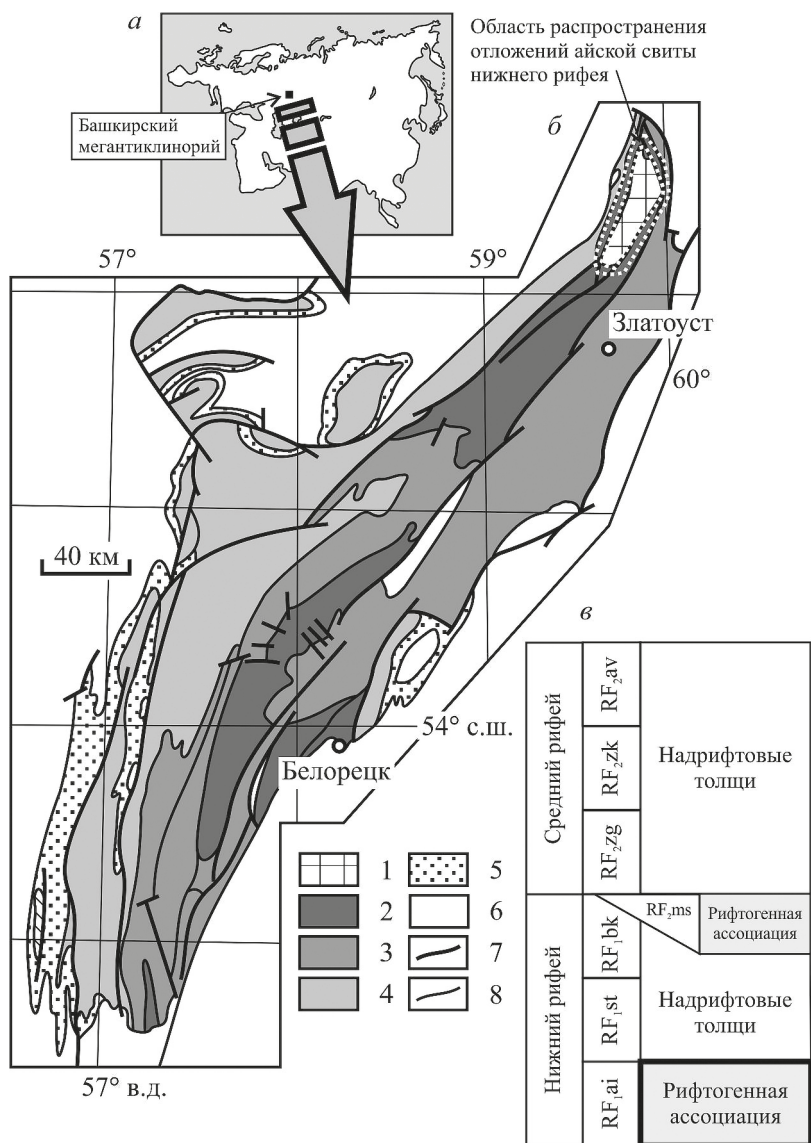 а
Область распространения
отложений айской свиты
нижнего рифея
Башкирский
мегантиклинорий
б
57°
59°
Златоуст
60°
40 км
в
54° с.ш.
Белорецк
57° в.д.
1
2
3
4
5
6
7
8
Средний рифей
RF₂av
RF₂zk
RF₂zg
Надрифтовые
толщи
Нижний рифей
RF₁bk
RF₂ms
Рифтогенная
ассоциация
RF₁st
Надрифтовые
толщи
RF₁ai
Рифтогенная
ассоциация